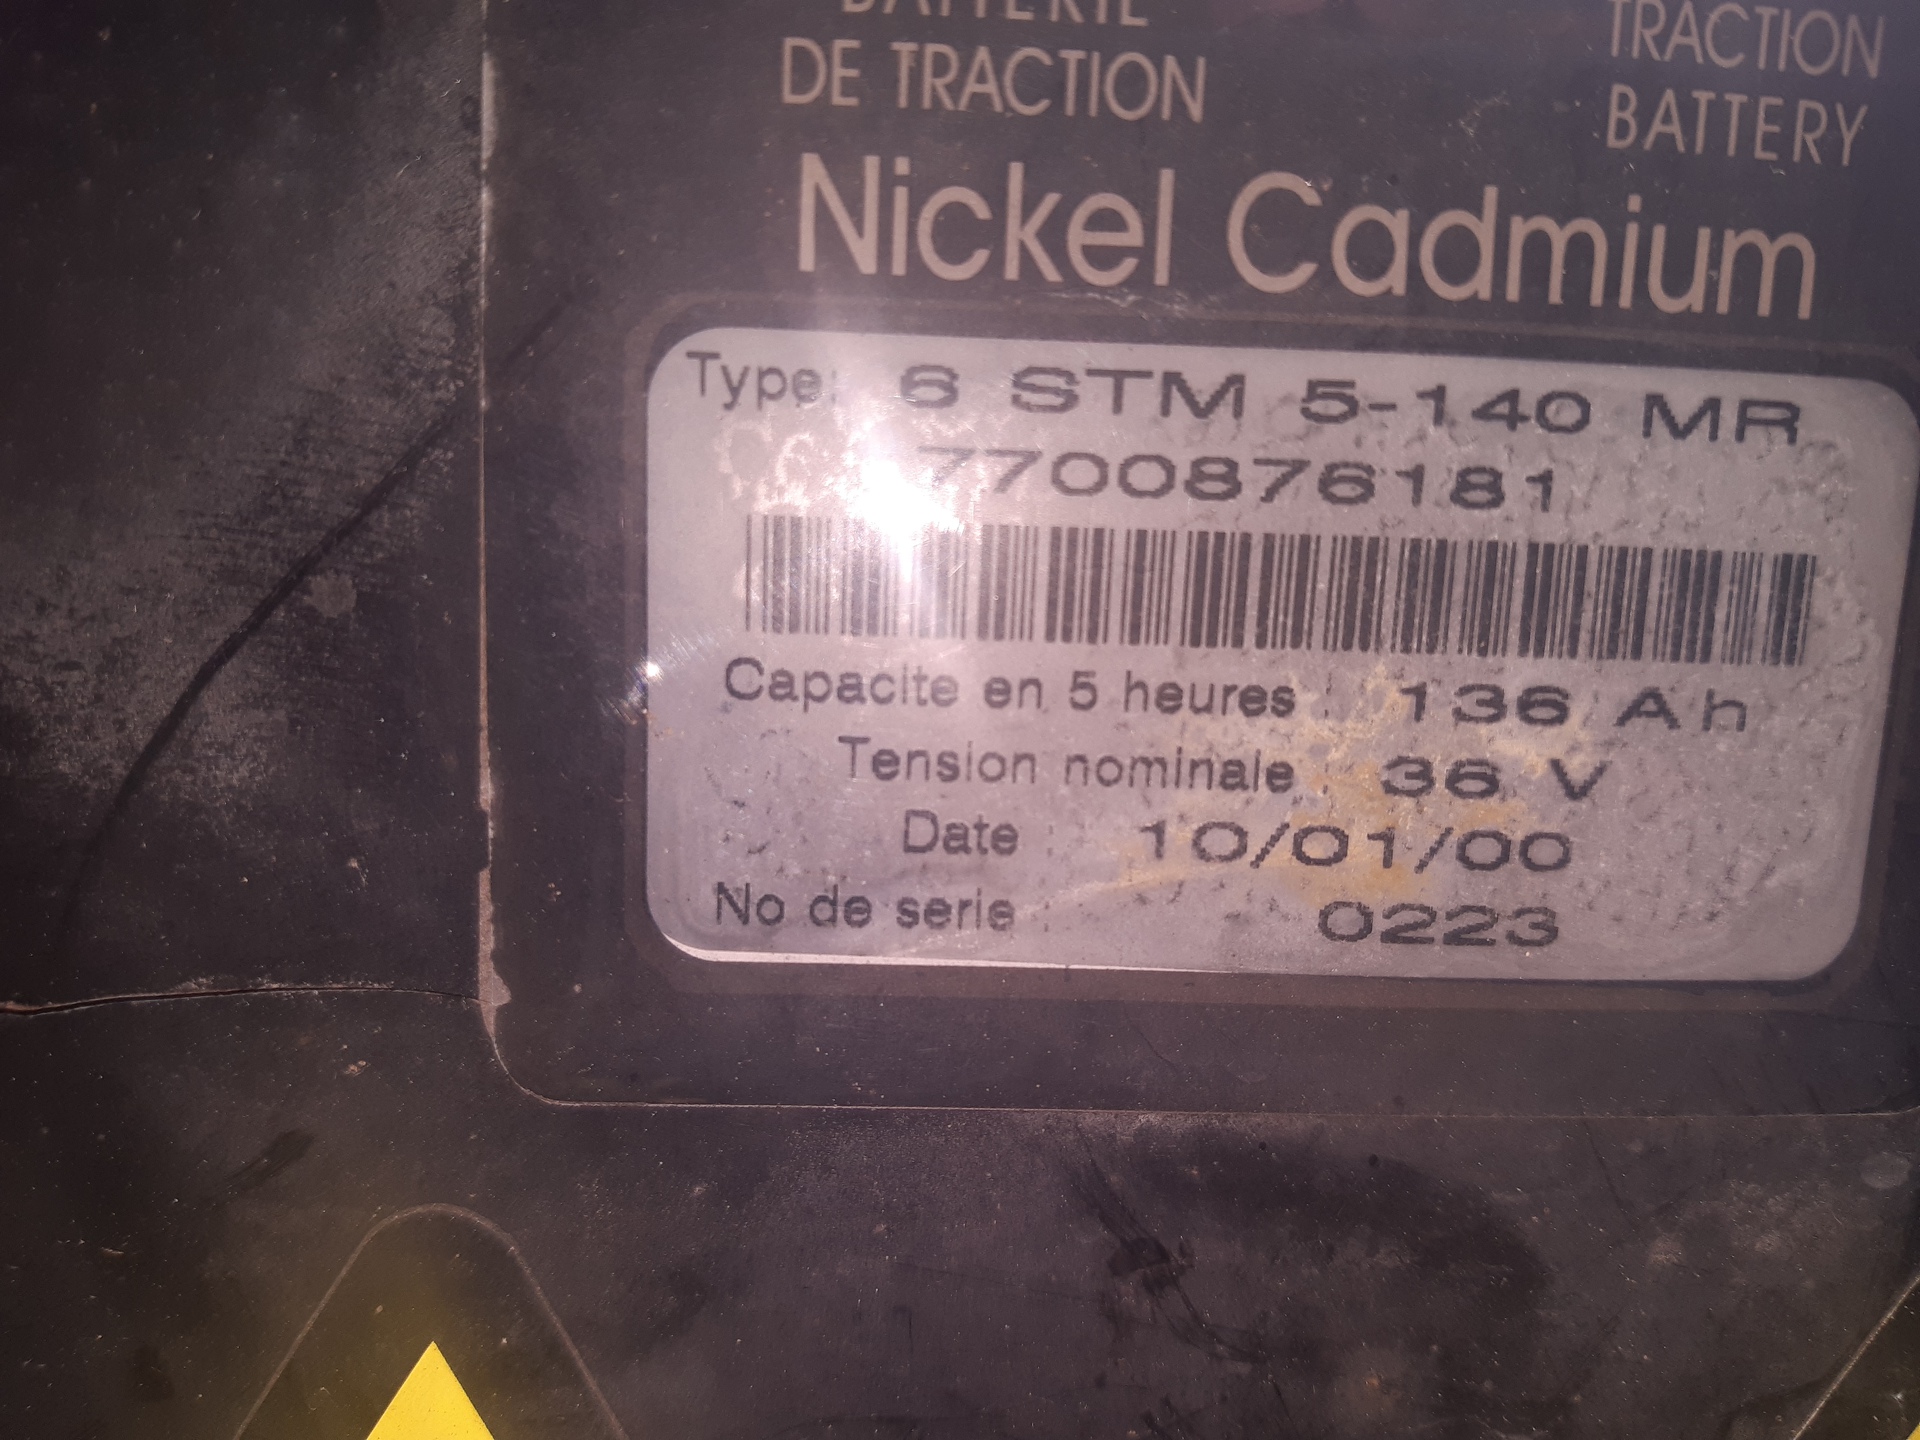 BATTERIE
DE TRACTION
TRACTION
BATTERY
Nickel Cadmium
Type: 6 STM 5-140 MR
7700876181
Capacite en 5 heures : 136 Ah
Tension nominale : 36 V
Date : 10/01/00
No de serie : 0223